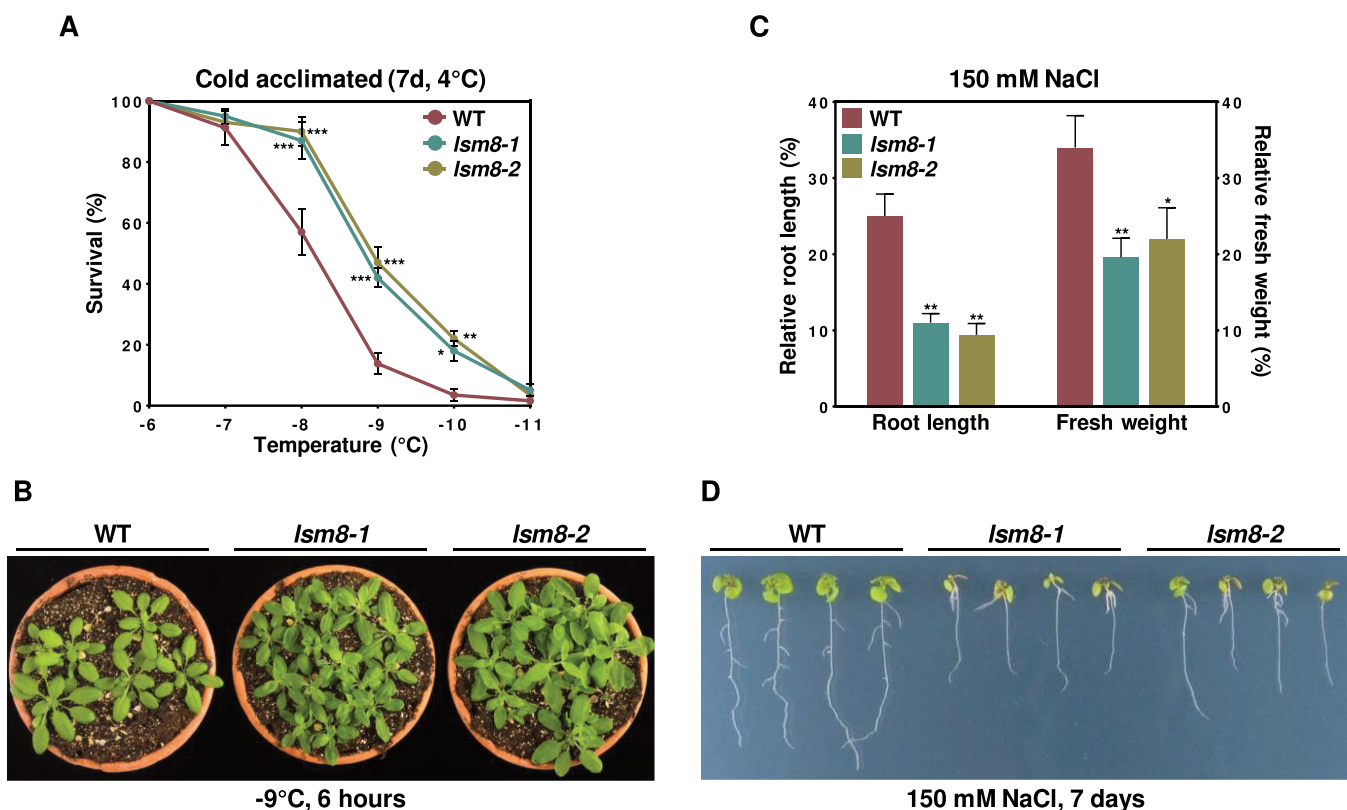 A
Cold acclimated (7d, 4°C)
100
80
60
40
20
0
Survival (%)
WT
lsm8-1
lsm8-2
***
***
***
***
**
*
-6 -7 -8 -9 -10 -11
Temperature (°C)
C
150 mM NaCl
40
30
20
10
0
Relative root length (%)
WT
lsm8-1
lsm8-2
** **
** *
40
30
20
10
0
Relative fresh weight (%)
Root length Fresh weight
B
WT lsm8-1 lsm8-2
-9°C, 6 hours
D
WT lsm8-1 lsm8-2
150 mM NaCl, 7 days